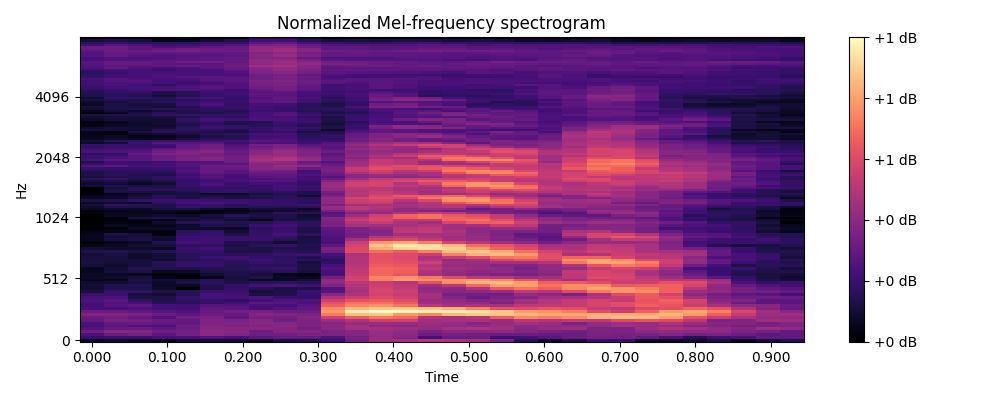 Normalized Mel-frequency spectrogram
Hz
4096
2048
1024
512
0
0.000 0.100 0.200 0.300 0.400 0.500 0.600 0.700 0.800 0.900
Time
+1 dB
+1 dB
+1 dB
+0 dB
+0 dB
+0 dB